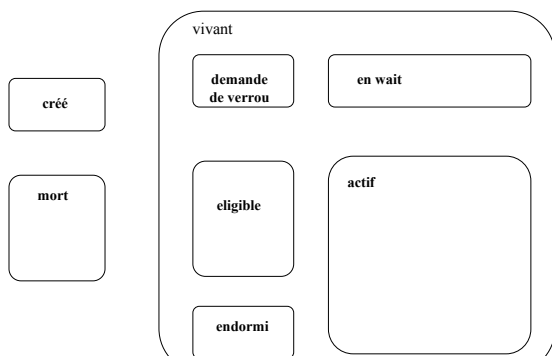 vivant
demande
de verrou
en wait
créé
mort
eligible
actif
endormi